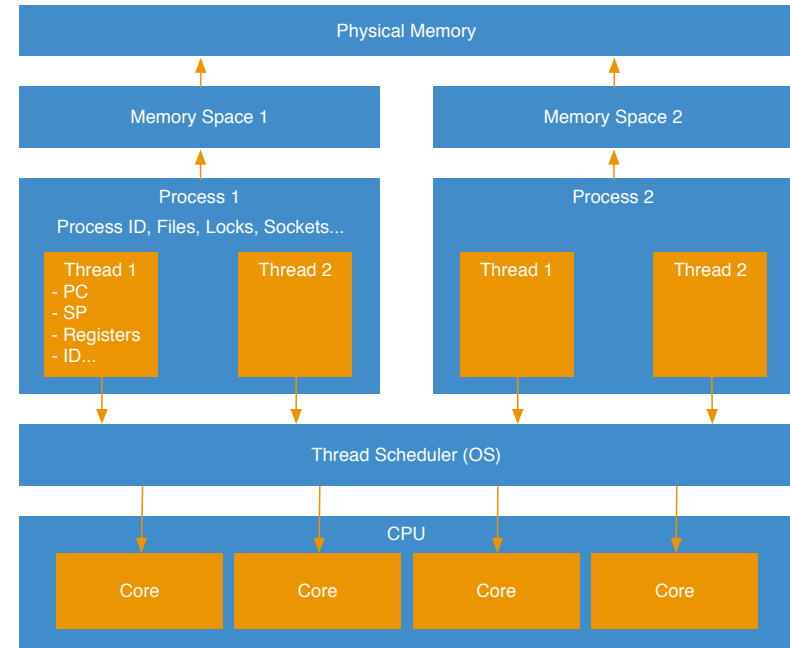 Physical Memory
Memory Space 1
Memory Space 2
Process 1
Process ID, Files, Locks, Sockets...
Thread 1
- PC
- SP
- Registers
- ID...
Thread 2
Process 2
Thread 1
Thread 2
Thread Scheduler (OS)
CPU
Core
Core
Core
Core